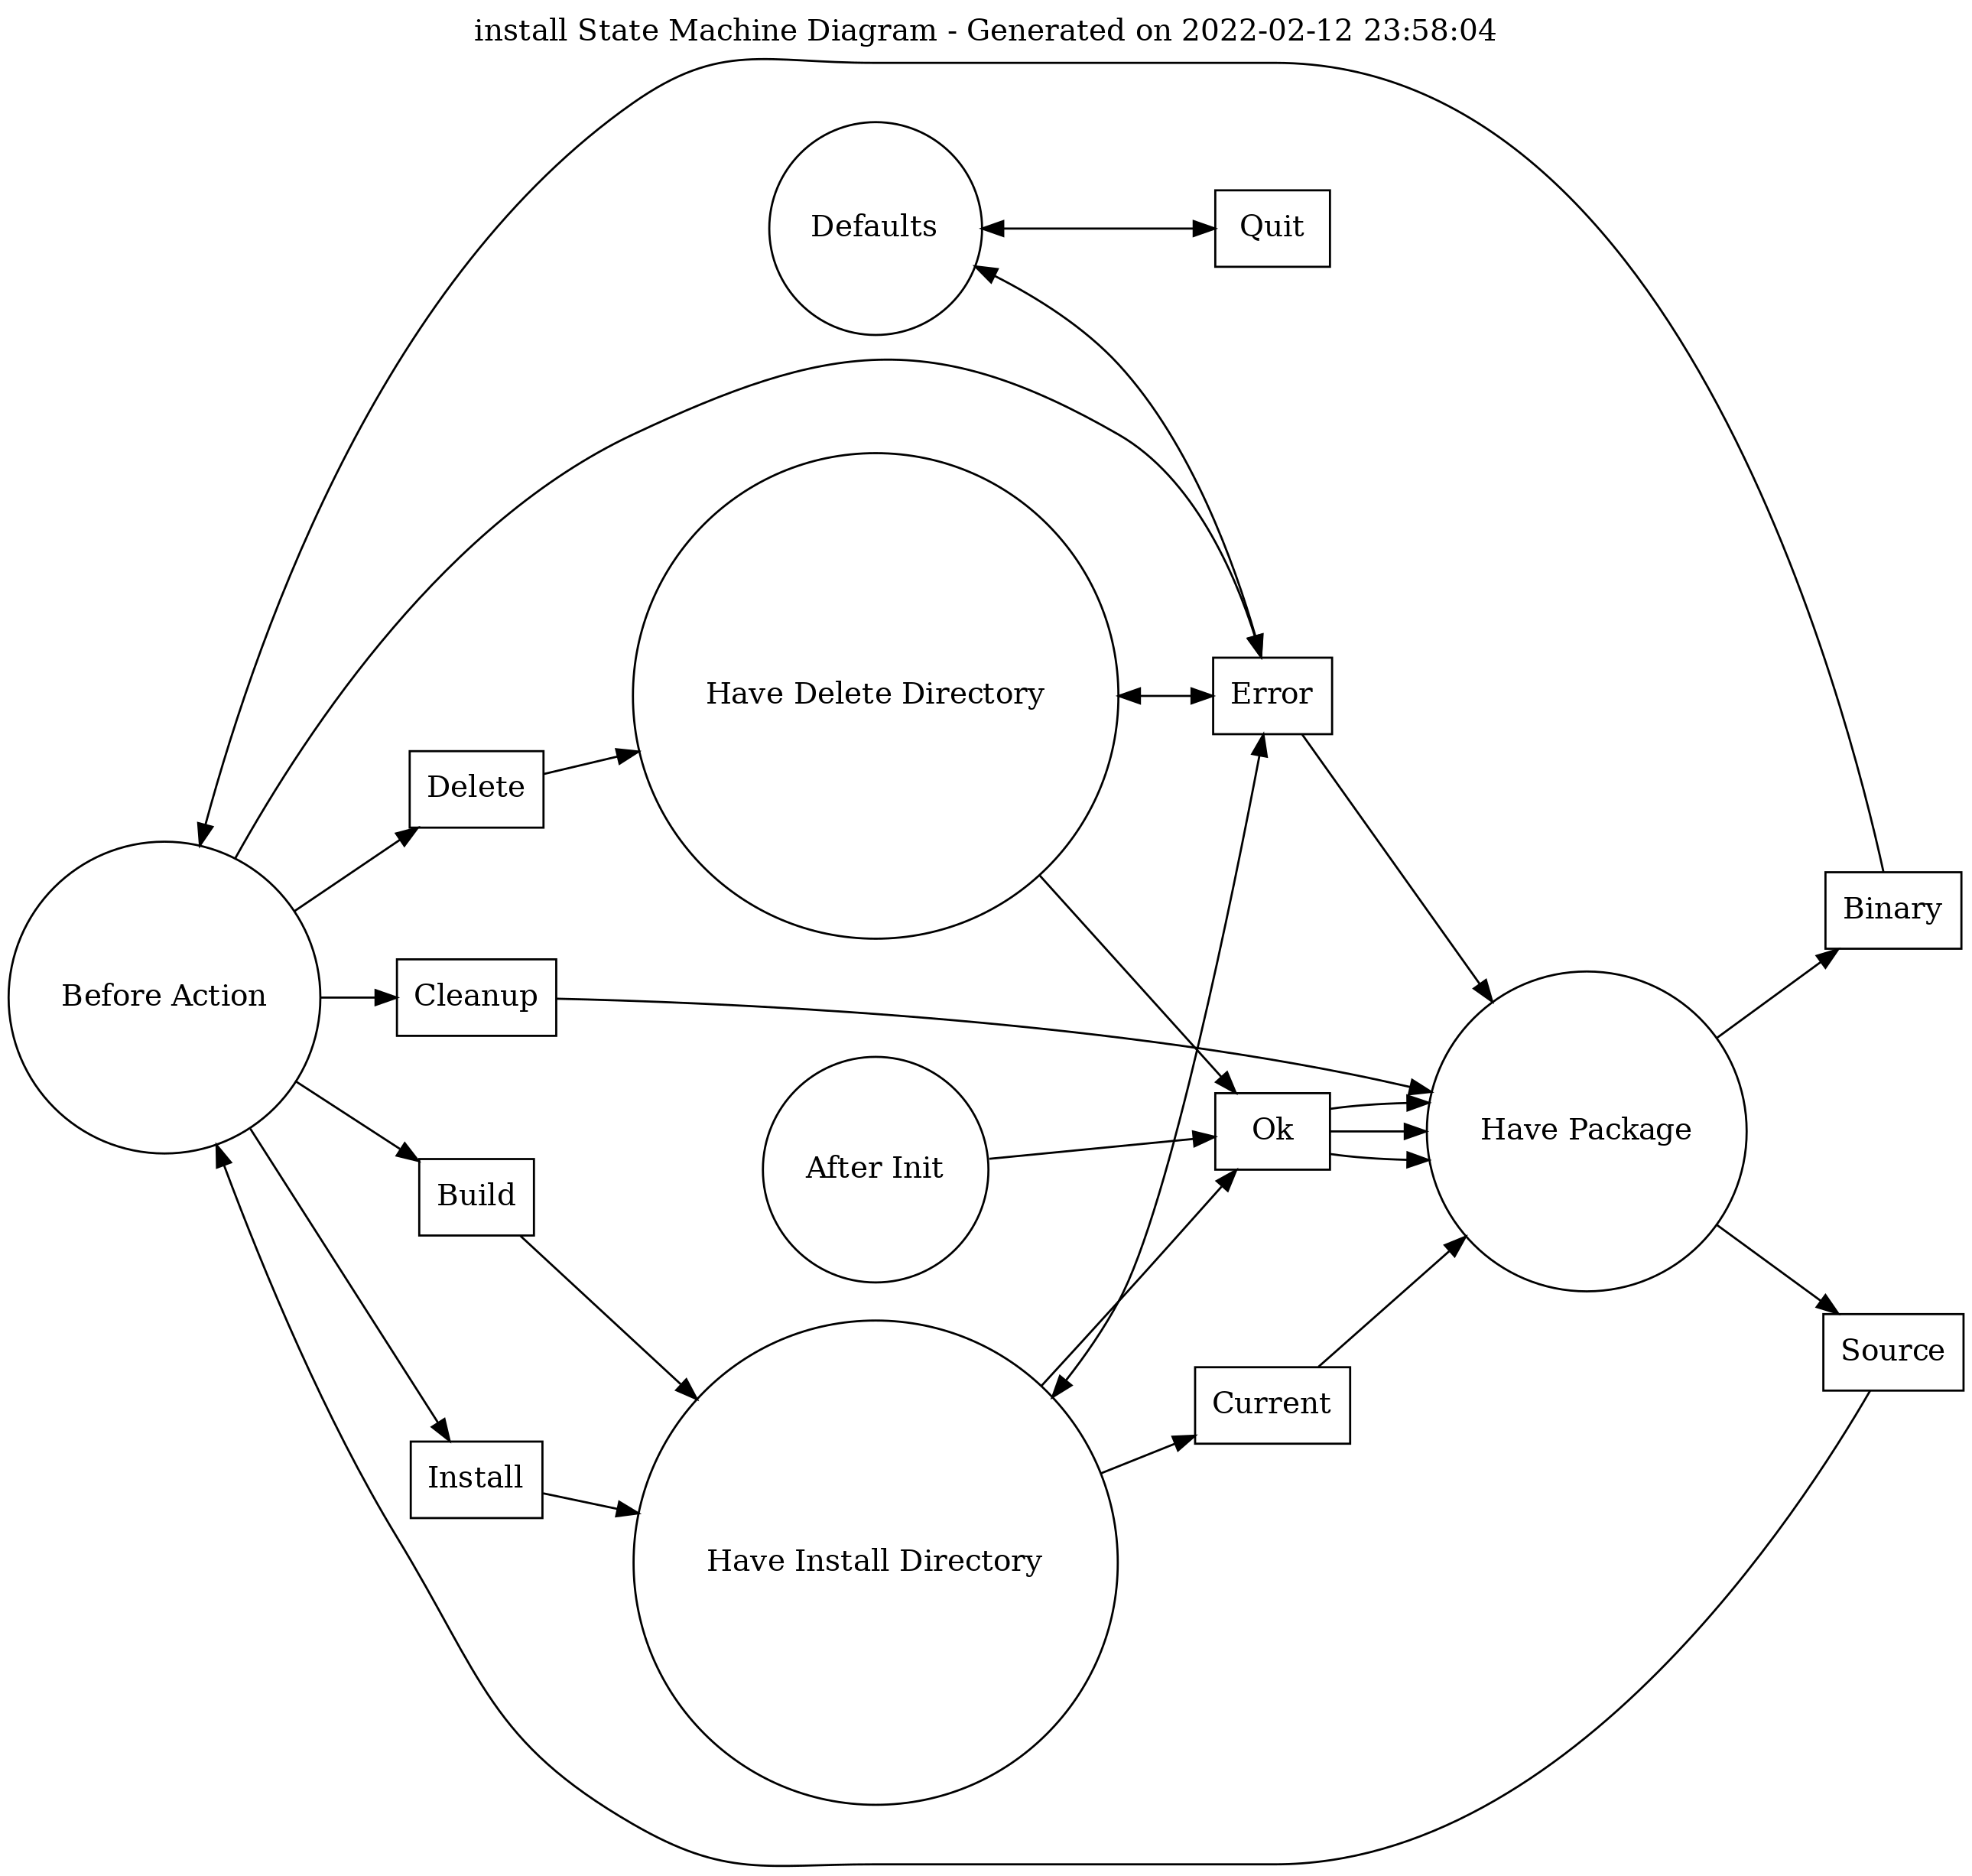 install State Machine Diagram - Generated on 2022-02-12 23:58:04
Defaults
Quit
Have Delete Directory
Error
Delete
Binary
Before Action
Cleanup
Have Package
Ok
After Init
Build
Source
Current
Install
Have Install Directory